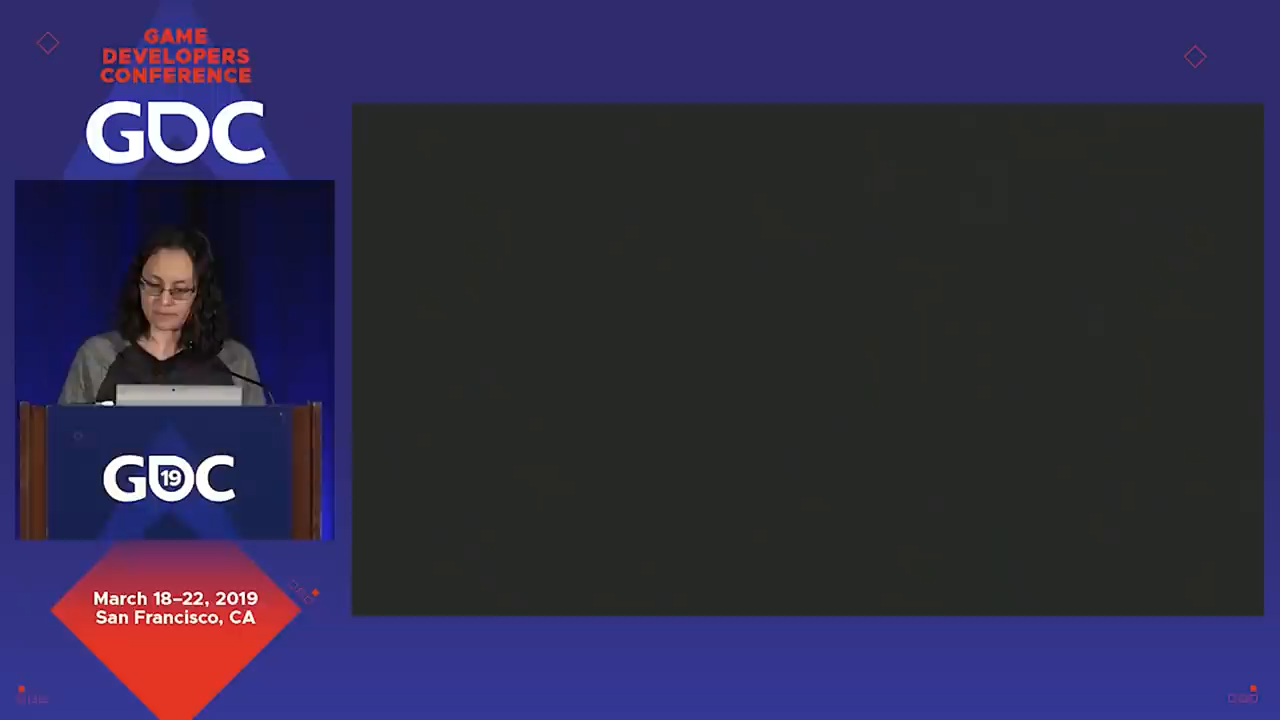 GAME
DEVELOPERS
CONFERENCE
GDC
GDC
19
March 18–22, 2019
San Francisco, CA